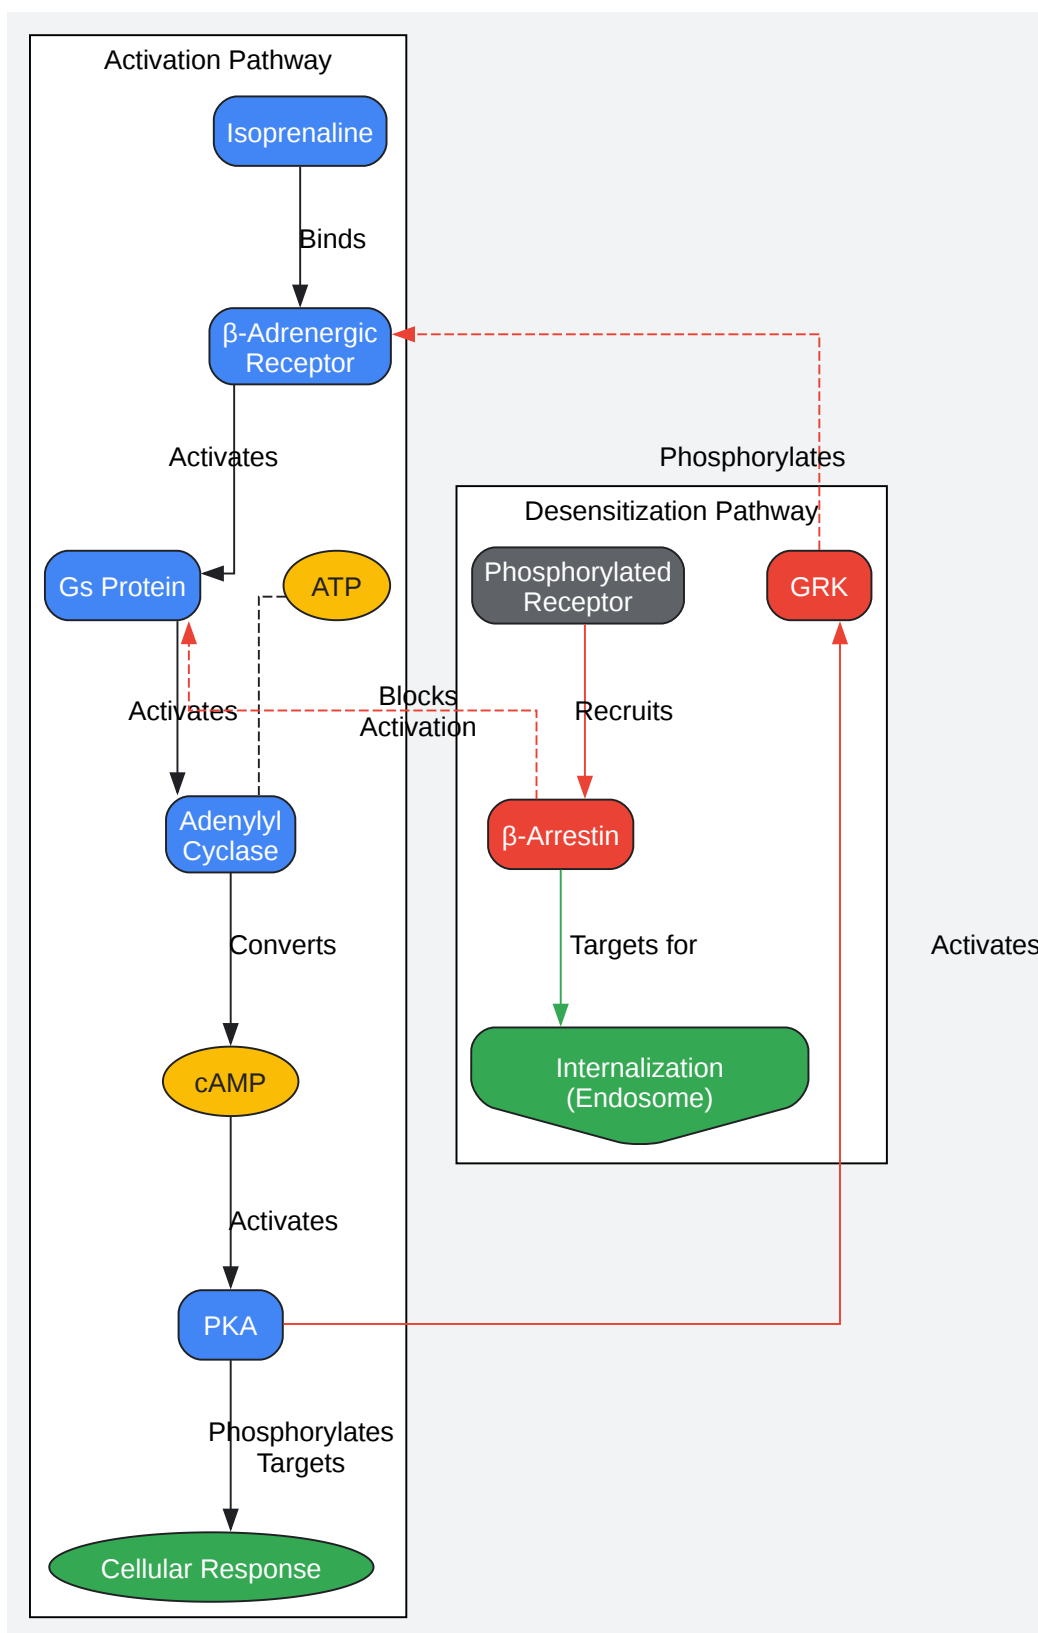 Activation Pathway
Isoprenaline
Binds
β-Adrenergic
Receptor
Activates
Phosphorylates
Desensitization Pathway
Gs Protein
ATP
Phosphorylated
Receptor
GRK
Activates
Blocks
Activation
Recruits
Adenylyl
Cyclase
β-Arrestin
Converts
Targets for
Activates
cAMP
Internalization
(Endosome)
Activates
PKA
Phosphorylates
Targets
Cellular Response